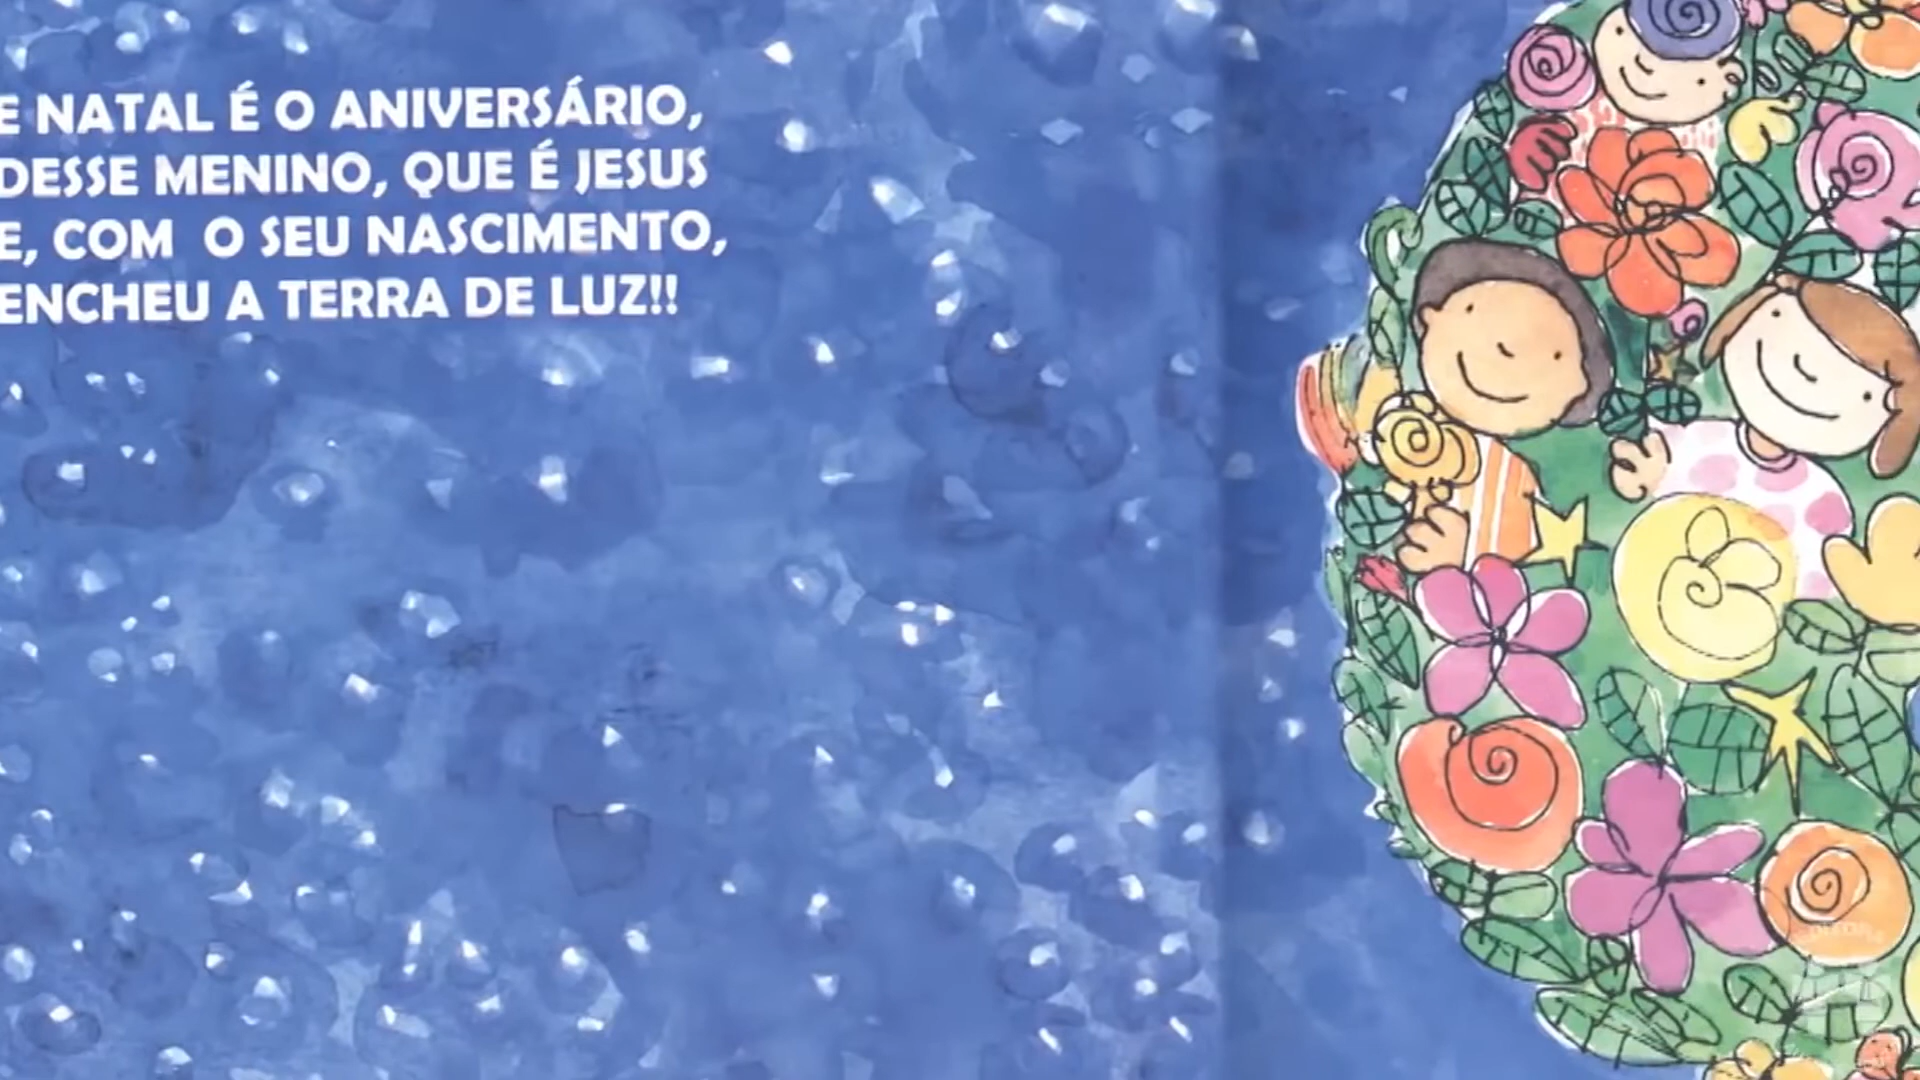 E NATAL É O ANIVERSÁRIO,
DESSE MENINO, QUE É JESUS
E, COM O SEU NASCIMENTO,
ENCHEU A TERRA DE LUZ!!